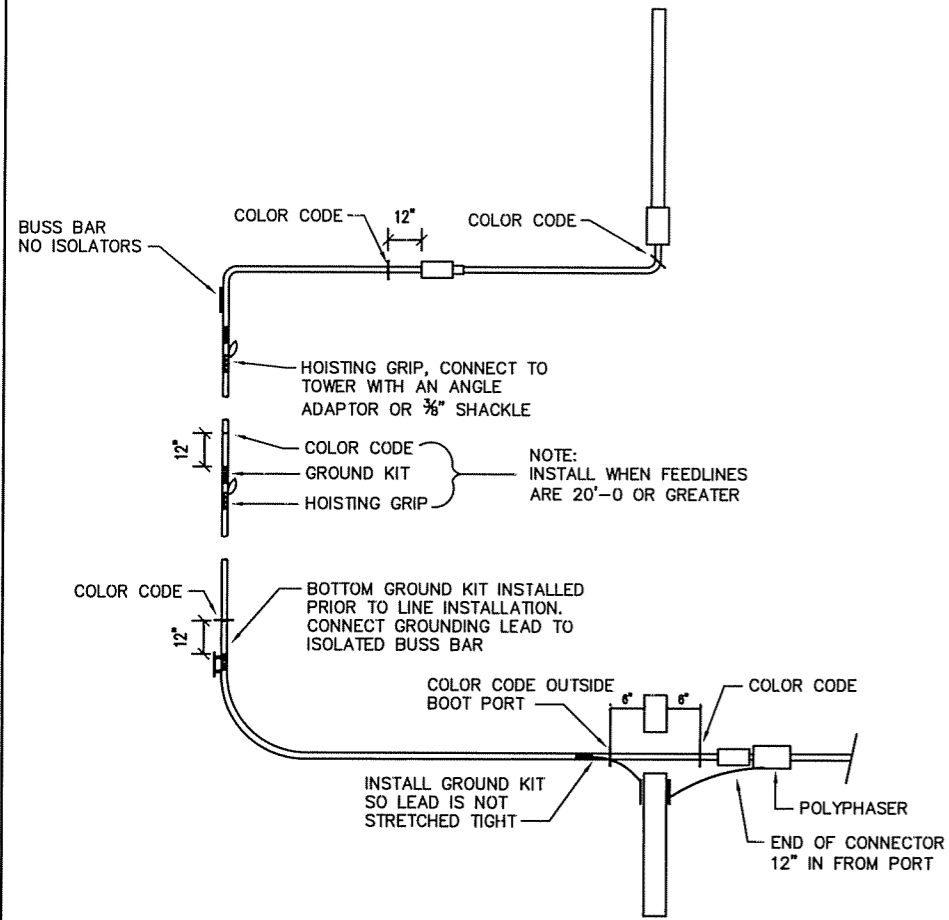 COLOR CODE
12"
COLOR CODE
BUSS BAR
NO ISOLATORS
HOISTING GRIP, CONNECT TO
TOWER WITH AN ANGLE
ADAPTOR OR ⅜" SHACKLE
12"
COLOR CODE
GROUND KIT
HOISTING GRIP
NOTE:
INSTALL WHEN FEEDLINES
ARE 20'-0 OR GREATER
COLOR CODE
12"
BOTTOM GROUND KIT INSTALLED
PRIOR TO LINE INSTALLATION.
CONNECT GROUNDING LEAD TO
ISOLATED BUSS BAR
COLOR CODE OUTSIDE
BOOT PORT
6"
6"
COLOR CODE
INSTALL GROUND KIT
SO LEAD IS NOT
STRETCHED TIGHT
POLYPHASER
END OF CONNECTOR
12" IN FROM PORT